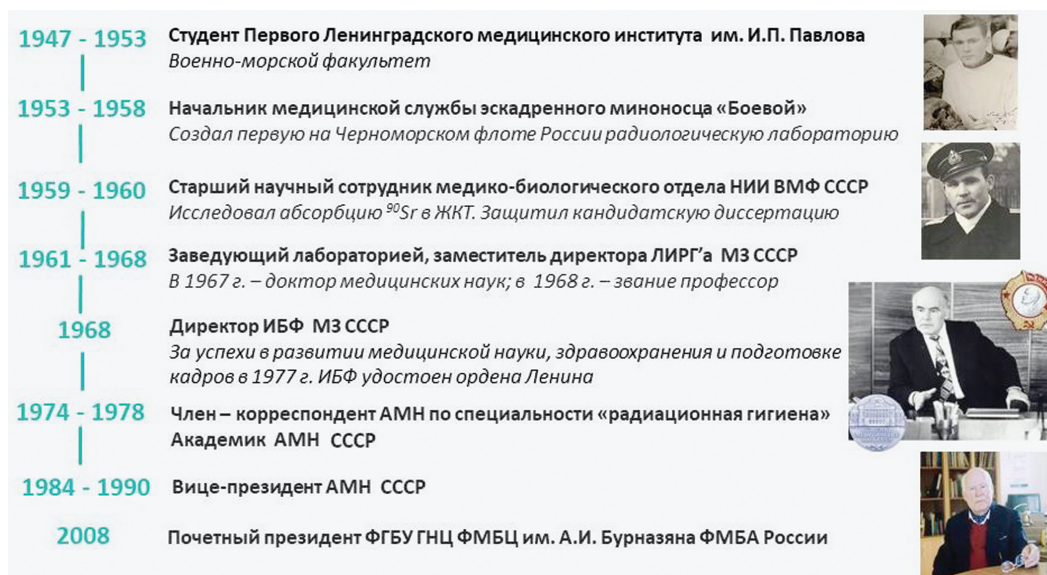 1947 - 1953
Студент Первого Ленинградского медицинского института им. И.П. Павлова
Военно-морской факультет
1953 - 1958
Начальник медицинской службы эскадренного миноносца «Боевой»
Создал первую на Черноморском флоте России радиологическую лабораторию
1959 - 1960
Старший научный сотрудник медико-биологического отдела НИИ ВМФ СССР
Исследовал абсорбцию ⁹⁰Sr в ЖКТ. Защитил кандидатскую диссертацию
1961 - 1968
Заведующий лабораторией, заместитель директора ЛИРГ’а МЗ СССР
В 1967 г. – доктор медицинских наук; в 1968 г. – звание профессор
1968
Директор ИБФ МЗ СССР
За успехи в развитии медицинской науки, здравоохранения и подготовке
кадров в 1977 г. ИБФ удостоен ордена Ленина
1974 - 1978
Член – корреспондент АМН по специальности «радиационная гигиена»
Академик АМН СССР
1984 - 1990
Вице-президент АМН СССР
2008
Почетный президент ФГБУ ГНЦ ФМБЦ им. А.И. Бурназяна ФМБА России